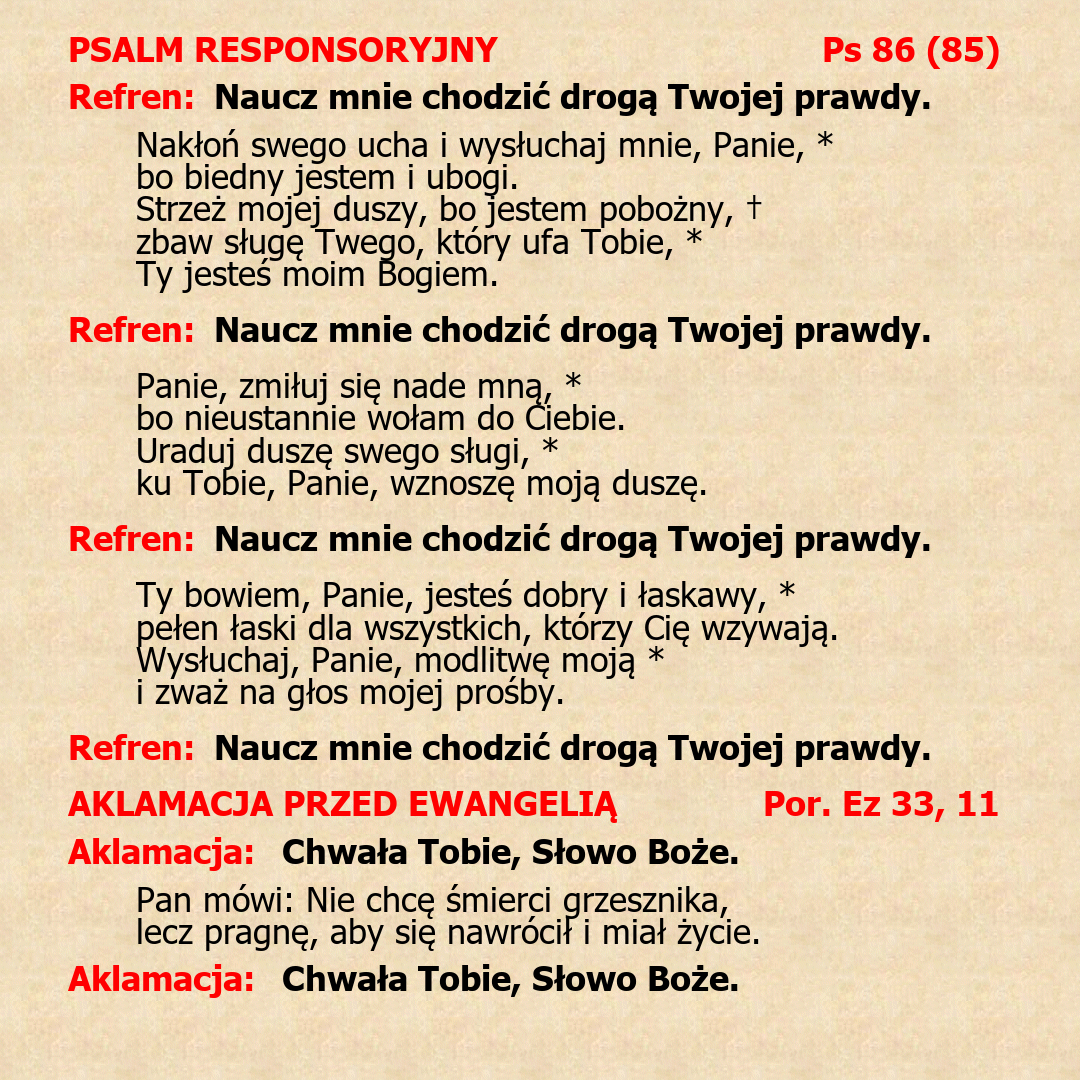 PSALM RESPONSORYJNY Ps 86 (85)
Refren: Naucz mnie chodzić drogą Twojej prawdy.
Nakłoń swego ucha i wysłuchaj mnie, Panie, *
bo biedny jestem i ubogi.
Strzeż mojej duszy, bo jestem pobożny, †
zbaw sługę Twego, który ufa Tobie, *
Ty jesteś moim Bogiem.
Refren: Naucz mnie chodzić drogą Twojej prawdy.
Panie, zmiłuj się nade mną, *
bo nieustannie wołam do Ciebie.
Uraduj duszę swego sługi, *
ku Tobie, Panie, wznoszę moją duszę.
Refren: Naucz mnie chodzić drogą Twojej prawdy.
Ty bowiem, Panie, jesteś dobry i łaskawy, *
pełen łaski dla wszystkich, którzy Cię wzywają.
Wysłuchaj, Panie, modlitwę moją *
i zważ na głos mojej prośby.
Refren: Naucz mnie chodzić drogą Twojej prawdy.
AKLAMACJA PRZED EWANGELIĄ Por. Ez 33, 11
Aklamacja: Chwała Tobie, Słowo Boże.
Pan mówi: Nie chcę śmierci grzesznika,
lecz pragnę, aby się nawrócił i miał życie.
Aklamacja: Chwała Tobie, Słowo Boże.